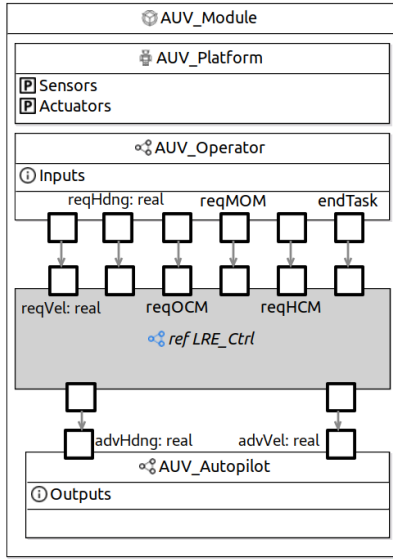 AUV_Module
AUV_Platform
P Sensors
P Actuators
AUV_Operator
i Inputs
reqHdng: real reqMOM endTask
reqVel: real reqOCM reqHCM
ref LRE_Ctrl
advHdng: real advVel: real
AUV_Autopilot
i Outputs